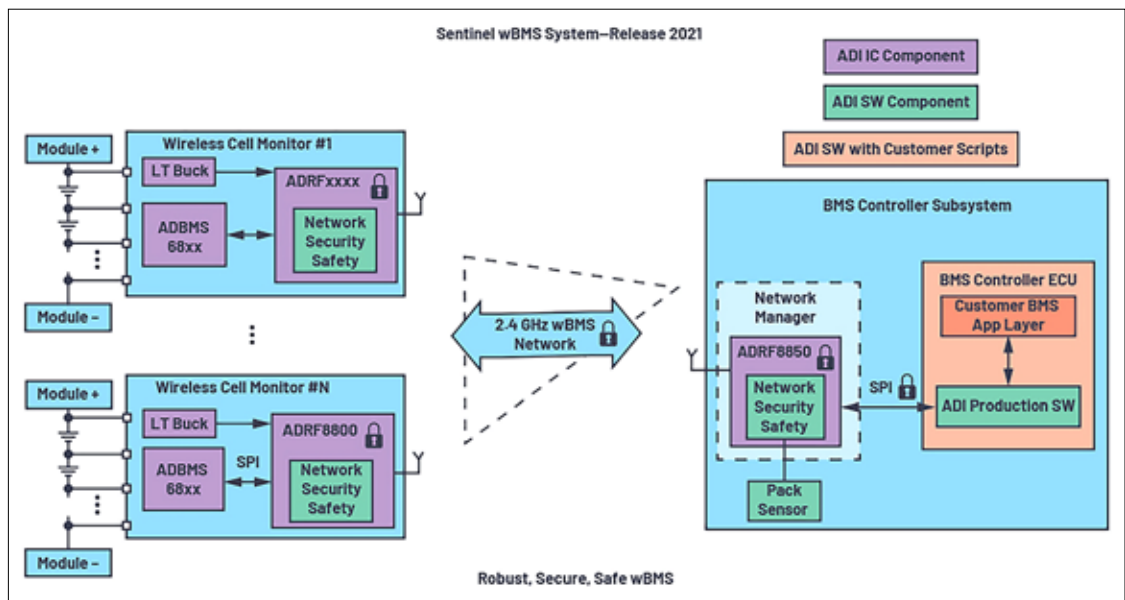 Sentinel wBMS System—Release 2021
ADI IC Component
ADI SW Component
ADI SW with Customer Scripts
Module +
Wireless Cell Monitor #1
LT Buck
ADRFxxxx
ADBMS
68xx
Network
Security
Safety
Module –
2.4 GHz wBMS
Network
Module +
Wireless Cell Monitor #N
LT Buck
ADRF8800
ADBMS
68xx
SPI
Network
Security
Safety
Module –
BMS Controller Subsystem
Network
Manager
ADRF8850
Network
Security
Safety
Pack
Sensor
SPI
BMS Controller ECU
Customer BMS
App Layer
ADI Production SW
Robust, Secure, Safe wBMS